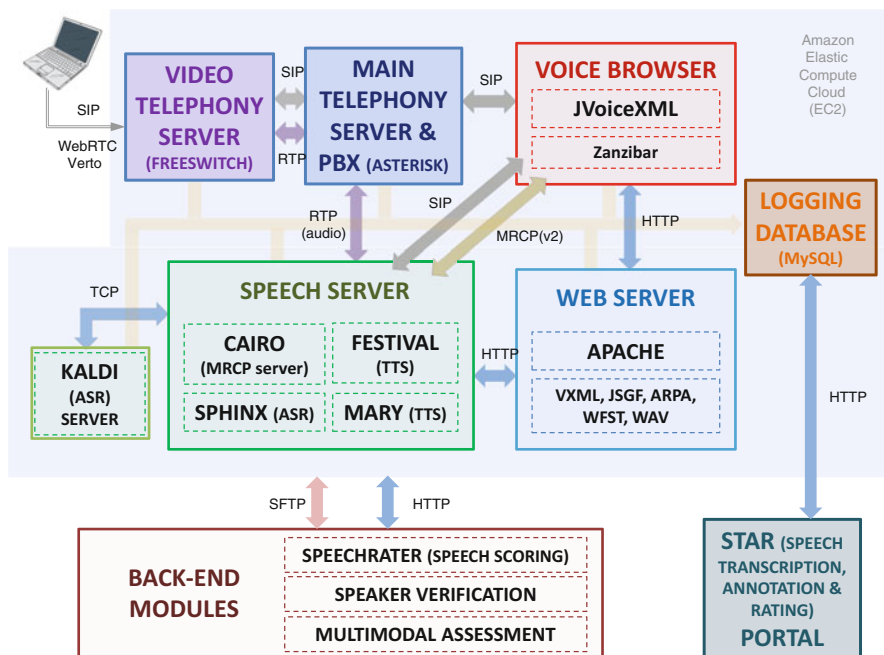 SIP
WebRTC
Verto
VIDEO
TELEPHONY
SERVER
(FREESWITCH)
SIP
RTP
MAIN
TELEPHONY
SERVER &
PBX (ASTERISK)
SIP
VOICE BROWSER
JVoiceXML
Zanzibar
Amazon
Elastic
Compute
Cloud
(EC2)
RTP
(audio)
SIP
MRCP(v2)
HTTP
LOGGING
DATABASE
(MySQL)
TCP
KALDI
(ASR)
SERVER
SPEECH SERVER
CAIRO
(MRCP server)
FESTIVAL
(TTS)
SPHINX (ASR)
MARY (TTS)
HTTP
WEB SERVER
APACHE
VXML, JSGF, ARPA,
WFST, WAV
HTTP
SFTP
HTTP
BACK-END
MODULES
SPEECHRATER (SPEECH SCORING)
SPEAKER VERIFICATION
MULTIMODAL ASSESSMENT
STAR (SPEECH
TRANSCRIPTION,
ANNOTATION &
RATING)
PORTAL